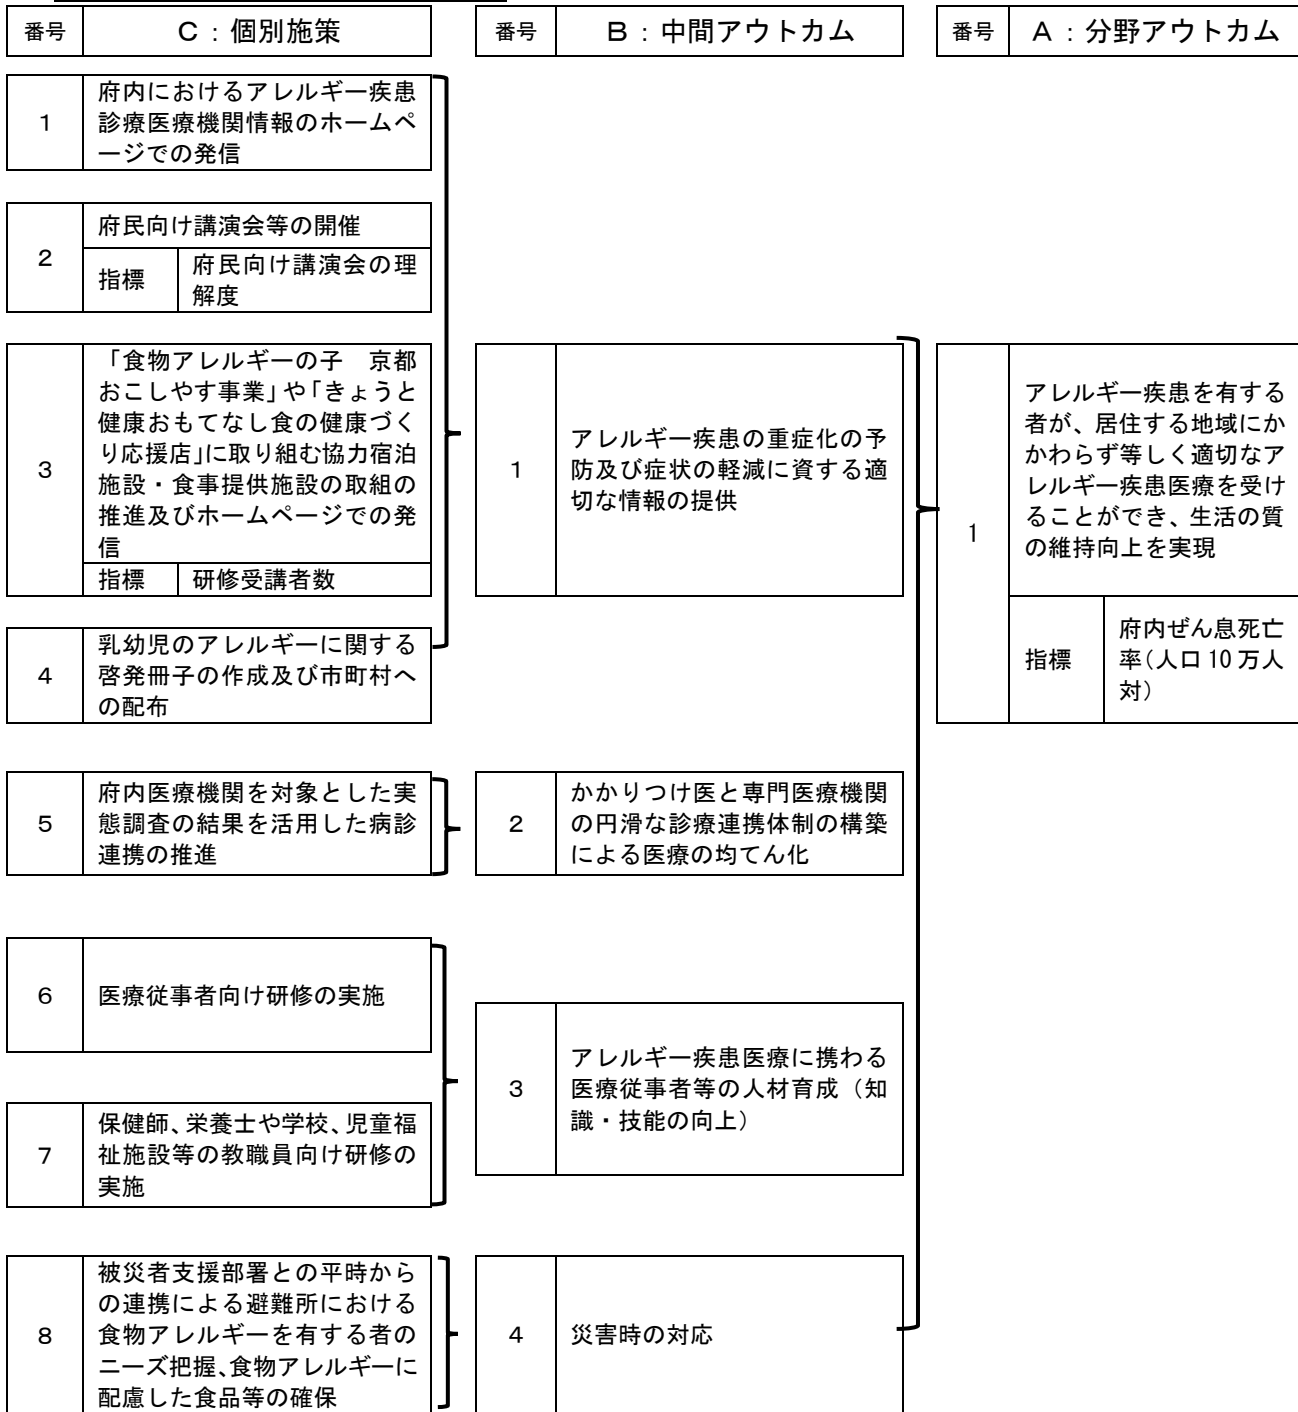 番号
C：個別施策
番号
B：中間アウトカム
番号
A：分野アウトカム
1
府内におけるアレルギー疾患
診療医療機関情報のホームペ
ージでの発信
2
府民向け講演会等の開催
指標
府民向け講演会の理
解度
3
「食物アレルギーの子　京都
おこしやす事業」や「きょうと
健康おもてなし食の健康づく
り応援店」に取り組む協力宿泊
施設・食事提供施設の取組の
推進及びホームページでの発
信
指標
研修受講者数
4
乳幼児のアレルギーに関する
啓発冊子の作成及び市町村へ
の配布
5
府内医療機関を対象とした実
態調査の結果を活用した病診
連携の推進
6
医療従事者向け研修の実施
7
保健師、栄養士や学校、児童福
祉施設等の教職員向け研修の
実施
8
被災者支援部署との平時から
の連携による避難所における
食物アレルギーを有する者の
ニーズ把握、食物アレルギーに
配慮した食品等の確保
1
アレルギー疾患の重症化の予
防及び症状の軽減に資する適
切な情報の提供
2
かかりつけ医と専門医療機関
の円滑な診療連携体制の構築
による医療の均てん化
3
アレルギー疾患医療に携わる
医療従事者等の人材育成（知
識・技能の向上）
4
災害時の対応
1
アレルギー疾患を有する
者が、居住する地域にか
かわらず等しく適切なア
レルギー疾患医療を受け
ることができ、生活の質
の維持向上を実現
指標
府内ぜん息死亡
率（人口10万人
対）